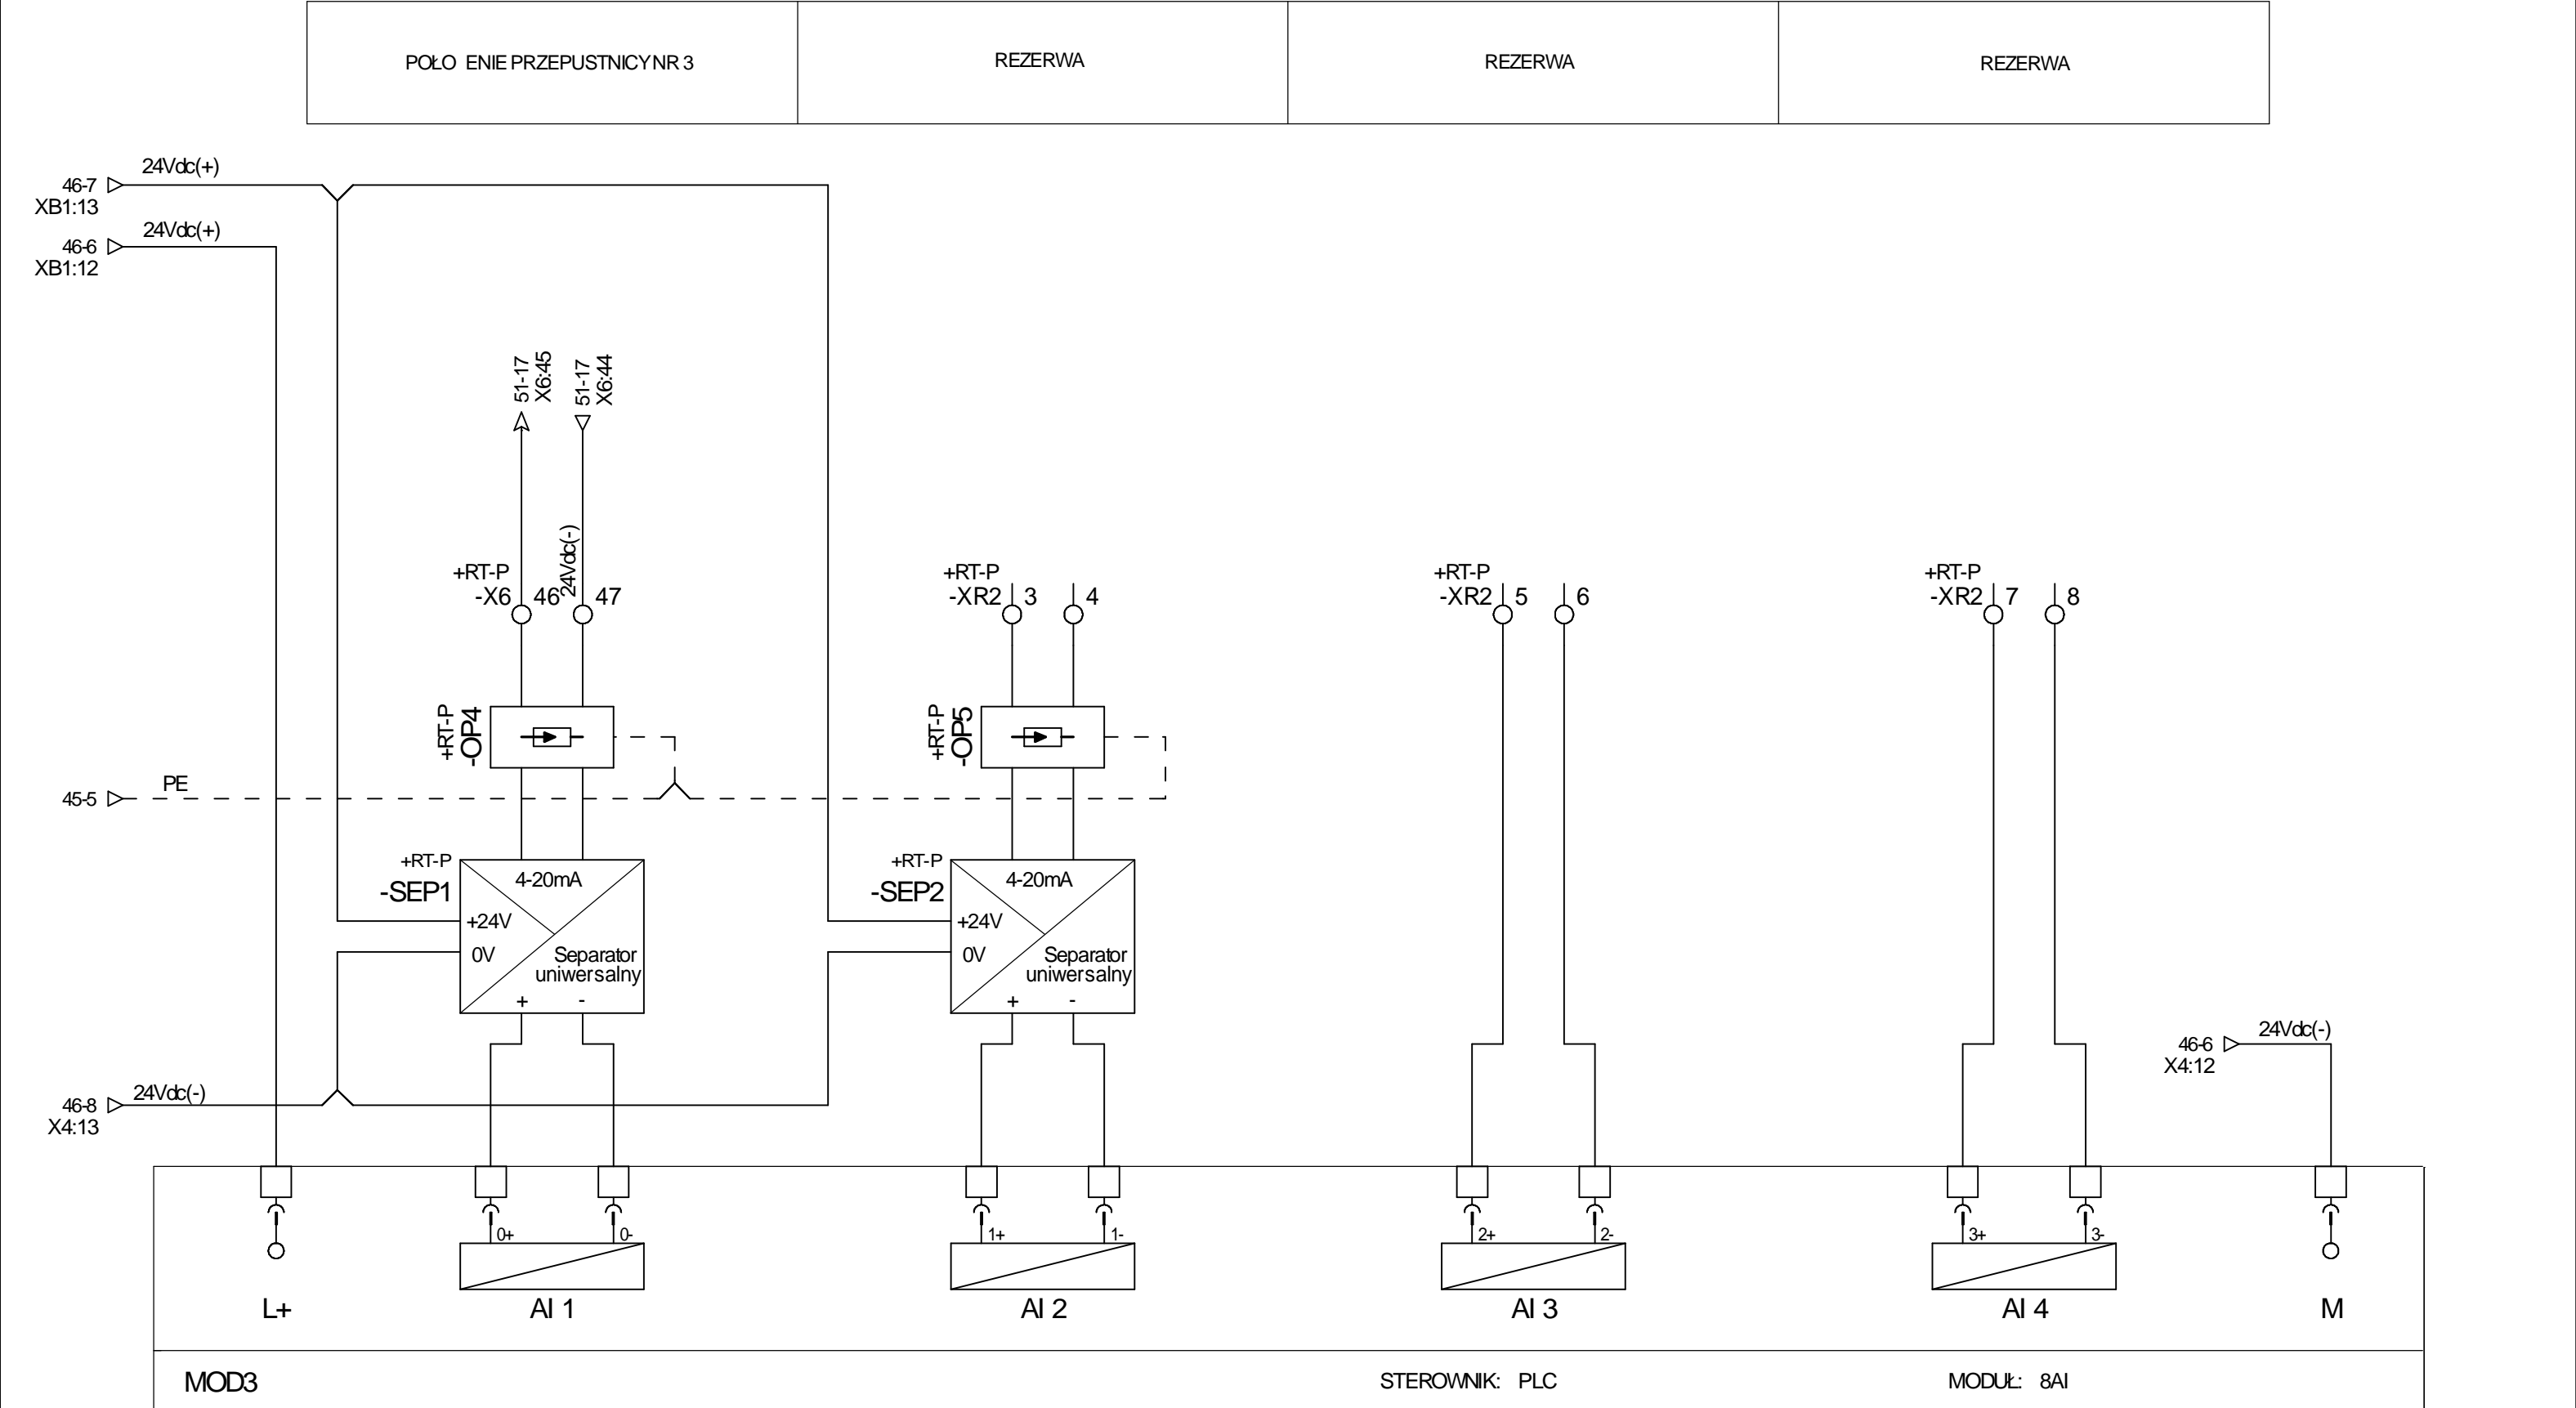 POŁO ENIE PRZEPUSTNICY NR 3
REZERWA
REZERWA
REZERWA
24Vdc(+)
46-7
XB1:13
24Vdc(+)
46-6
XB1:12
51-17
X6:45
51-17
X6:44
24Vdc(-)
+RT-P
-X6
46
47
+RT-P
-XR2
3
4
+RT-P
-XR2
5
6
+RT-P
-XR2
7
8
+RT-P
-OP4
+RT-P
-OP5
45-5
PE
+RT-P
-SEP1
4-20mA
+24V
0V
Separator
uniwersalny
+ -
+RT-P
-SEP2
4-20mA
+24V
0V
Separator
uniwersalny
+ -
24Vdc(-)
46-6
X4:12
24Vdc(-)
46-8
X4:13
0+ 0-
1+ 1-
2+ 2-
3+ 3-
L+
AI 1
AI 2
AI 3
AI 4
M
MOD3
STEROWNIK: PLC
MODUŁ: 8AI